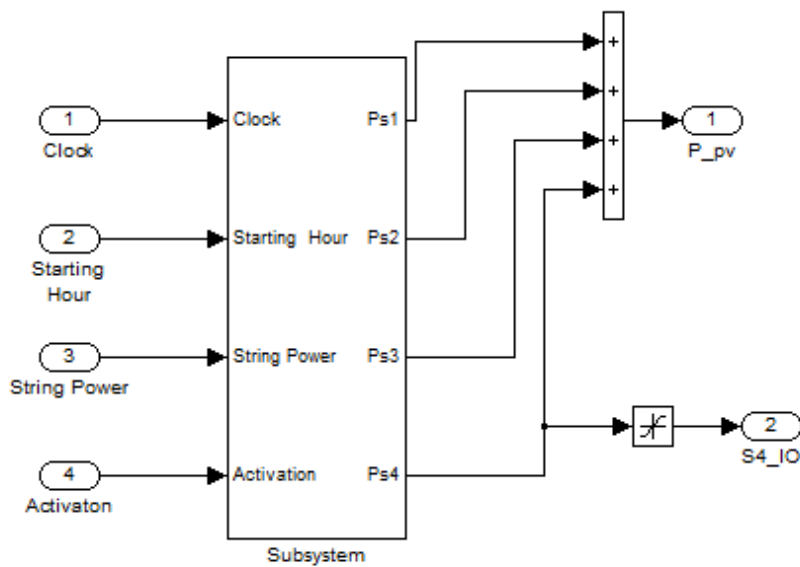 +
1
Clock
Clock
Ps1
+
1
P_pv
+
+
2
Starting
Hour
Starting Hour
Ps2
3
String Power
String Power
Ps3
2
S4_IO
4
Activaton
Activation
Ps4
Subsystem